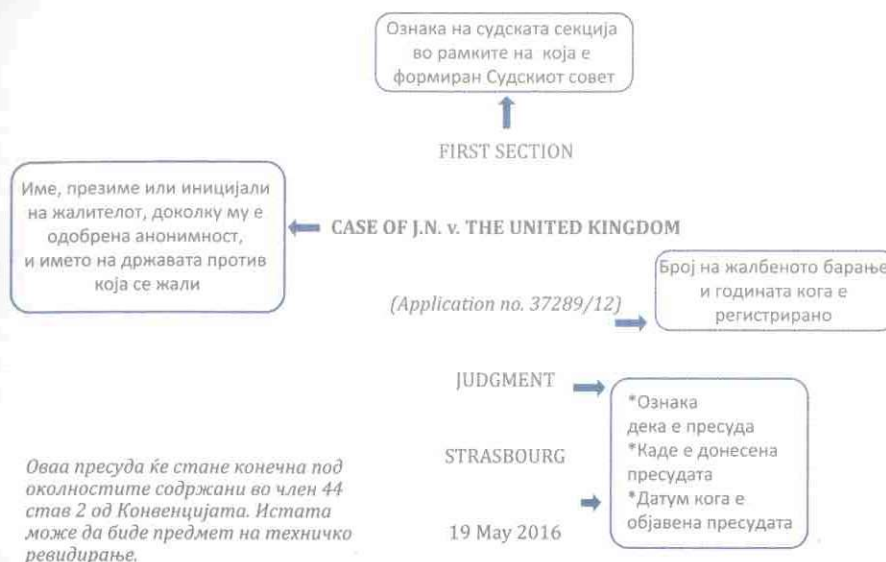 Ознака на судската секција
во рамките на која е
формиран Судскиот совет
FIRST SECTION
Име, презиме или иницијали
на жалителот, доколку му е
одобрена анонимност,
и името на државата против
која се жали
CASE OF J.N. v. THE UNITED KINGDOM
Број на жалбеното барање
и годината кога е
регистрирано
(Application no. 37289/12)
JUDGMENT
*Ознака
дека е пресуда
*Каде е донесена
пресудата
*Датум кога е
објавена пресудата
STRASBOURG
19 May 2016
Оваа пресуда ќе стане конечна под
околностите содржани во член 44
став 2 од Конвенцијата. Истата
може да биде предмет на техничко
ревидирање.